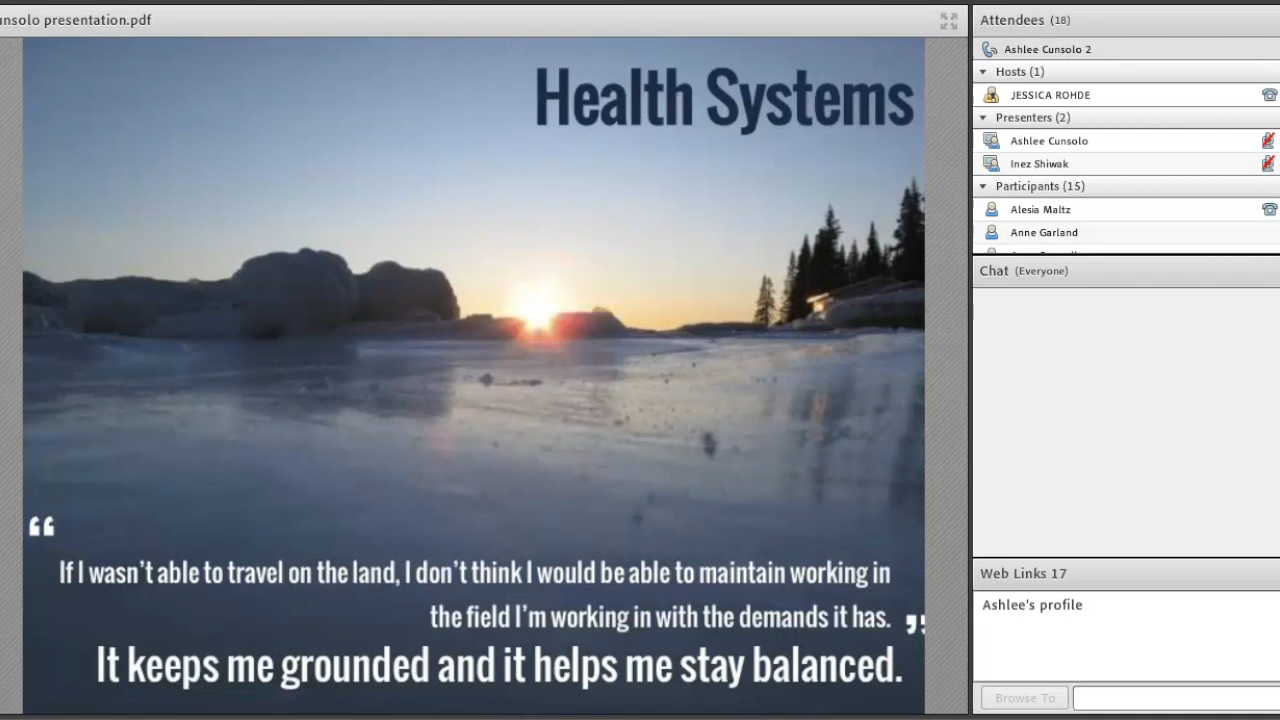 unsolo presentation.pdf
Health Systems
“
If I wasn't able to travel on the land, I don't think I would be able to maintain working in
the field I'm working in with the demands it has. ”
It keeps me grounded and it helps me stay balanced.
Attendees (18)
Ashlee Cunsolo 2
Hosts (1)
JESSICA ROHDE
Presenters (2)
Ashlee Cunsolo
Inez Shiwak
Participants (15)
Alesia Maltz
Anne Garland
Chat (Everyone)
Web Links 17
Ashlee's profile
Browse To